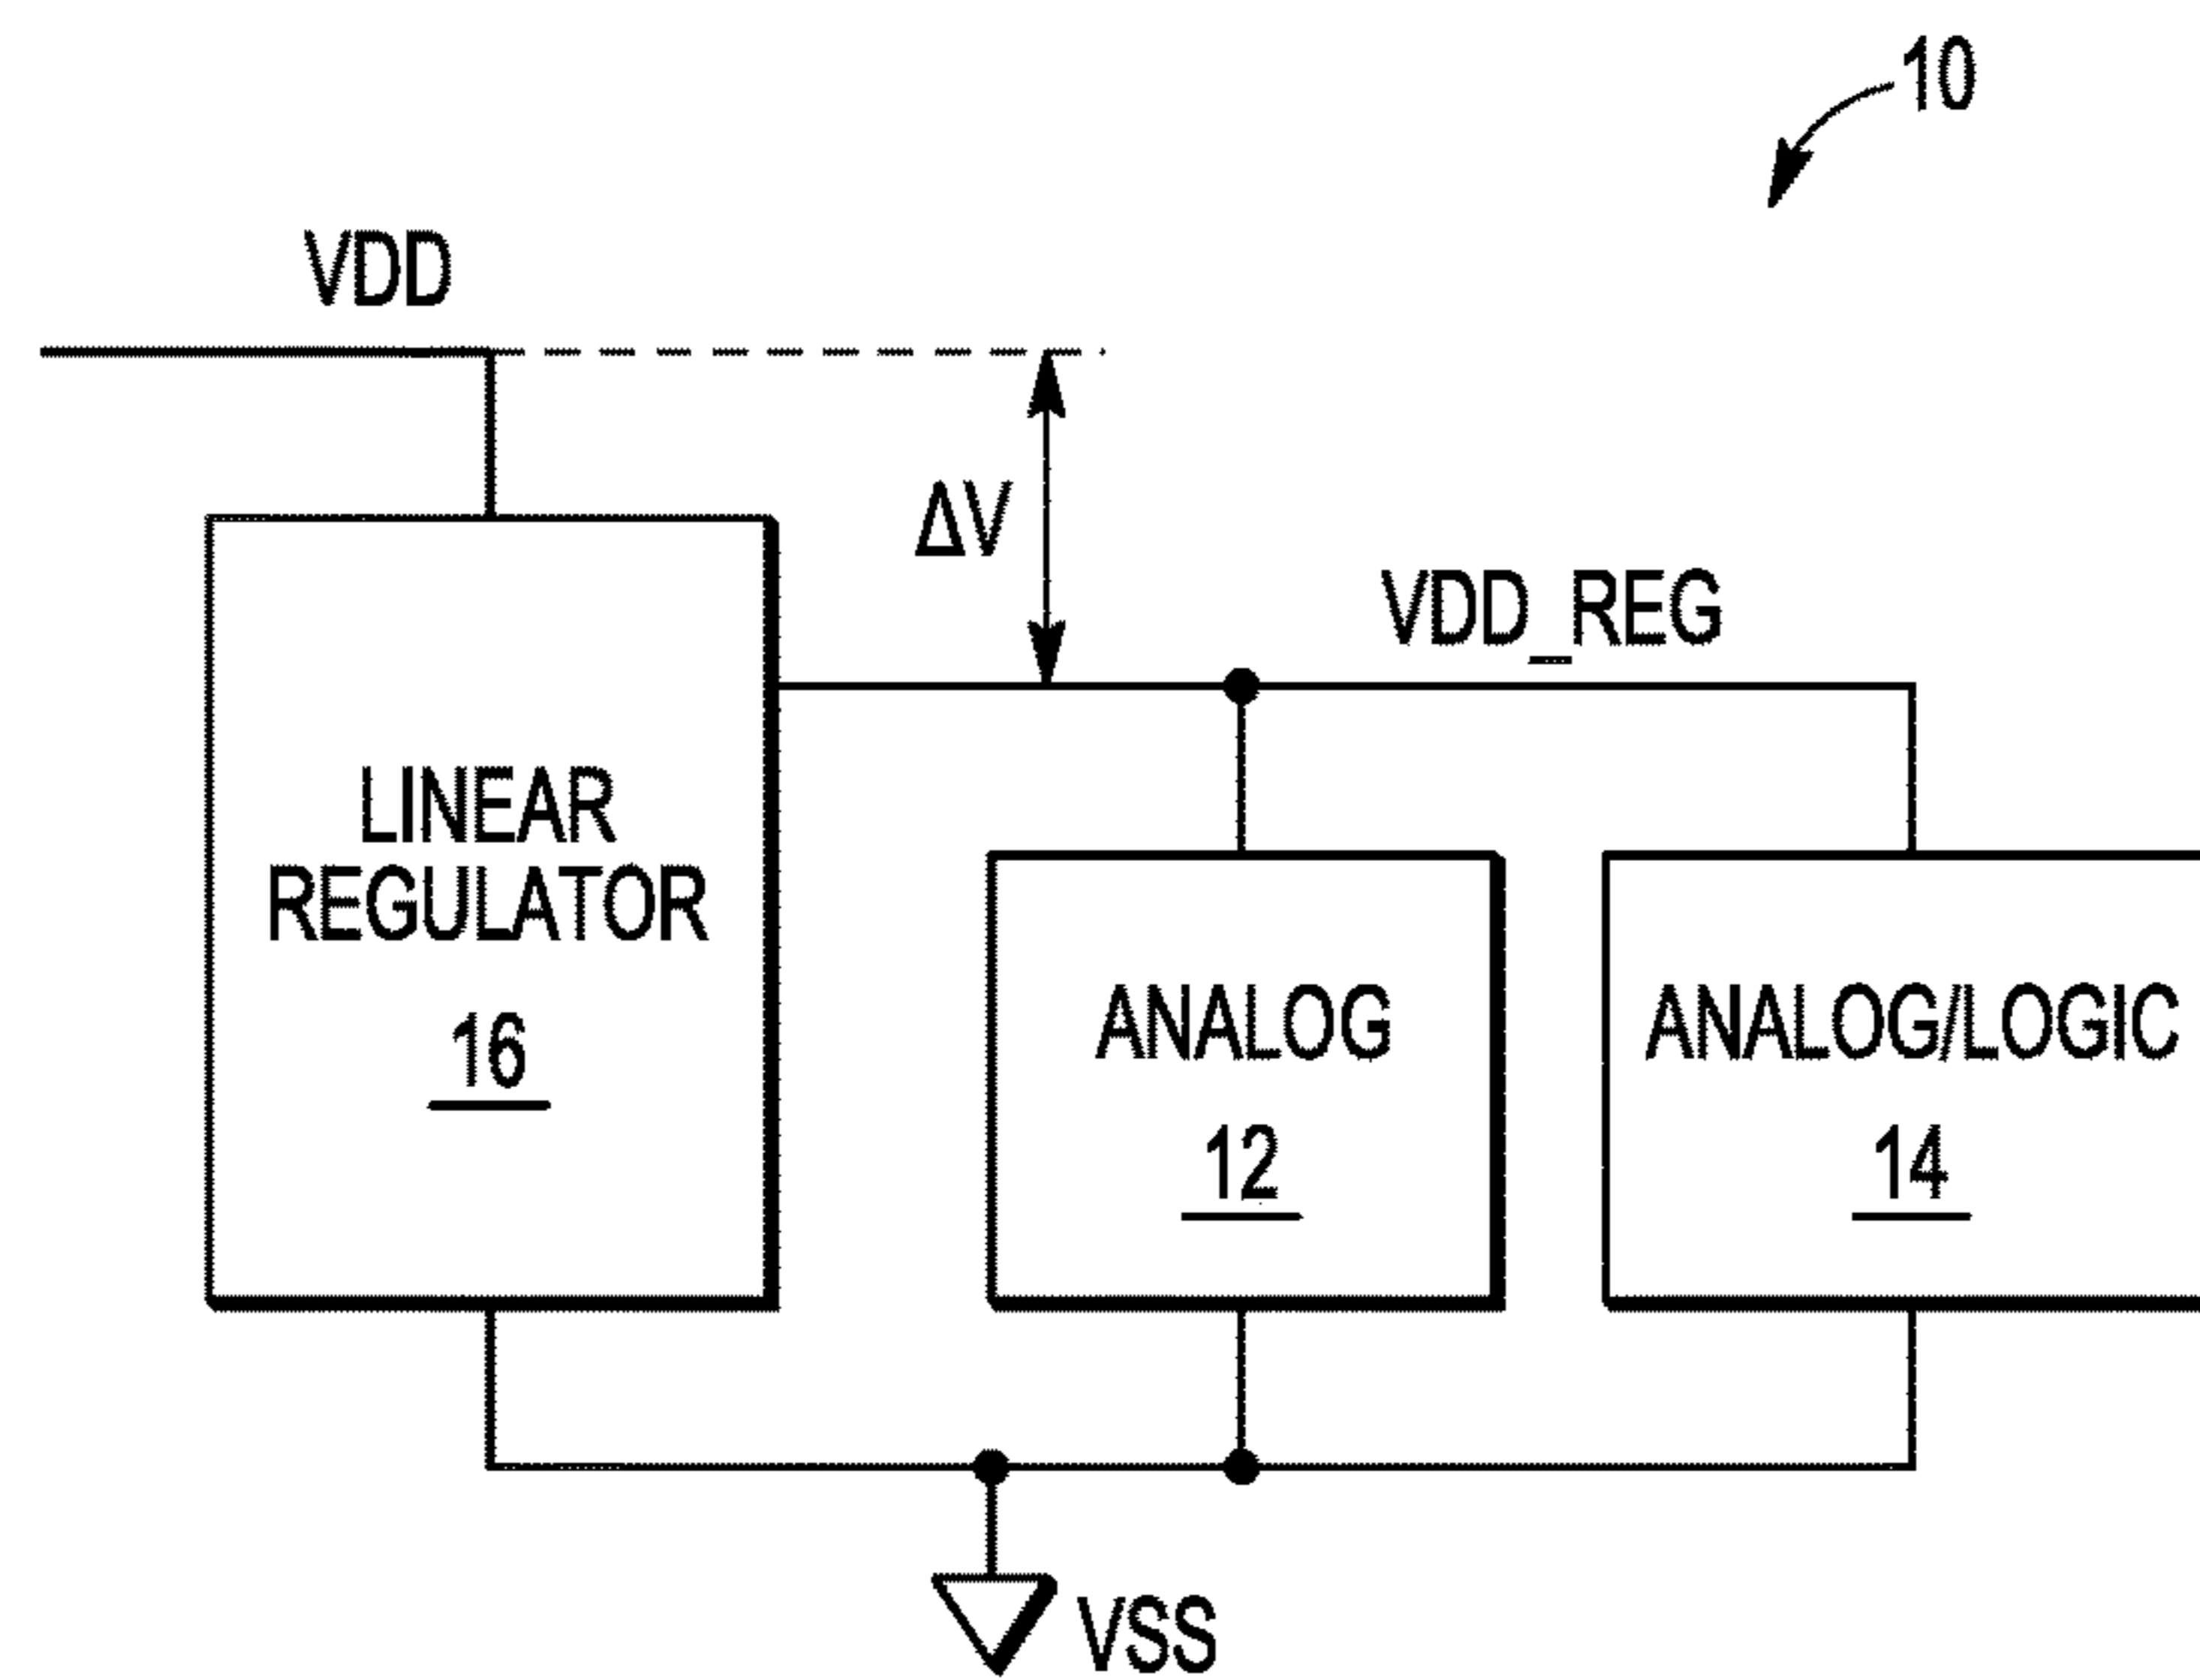 10
VDD
ΔV
VDD_REG
LINEAR
REGULATOR
16
ANALOG
12
ANALOG/LOGIC
14
VSS